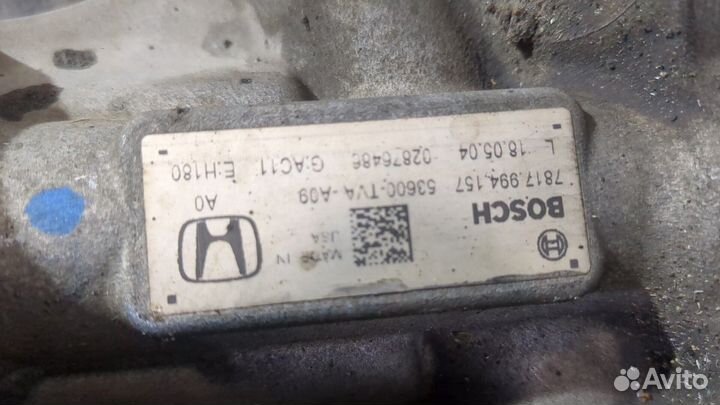 BOSCH
MADE IN
USA
7817.994.157
53600-TVA-A09
A0
L 18.05.04 02876486 G:AC11 E:H180
Avito